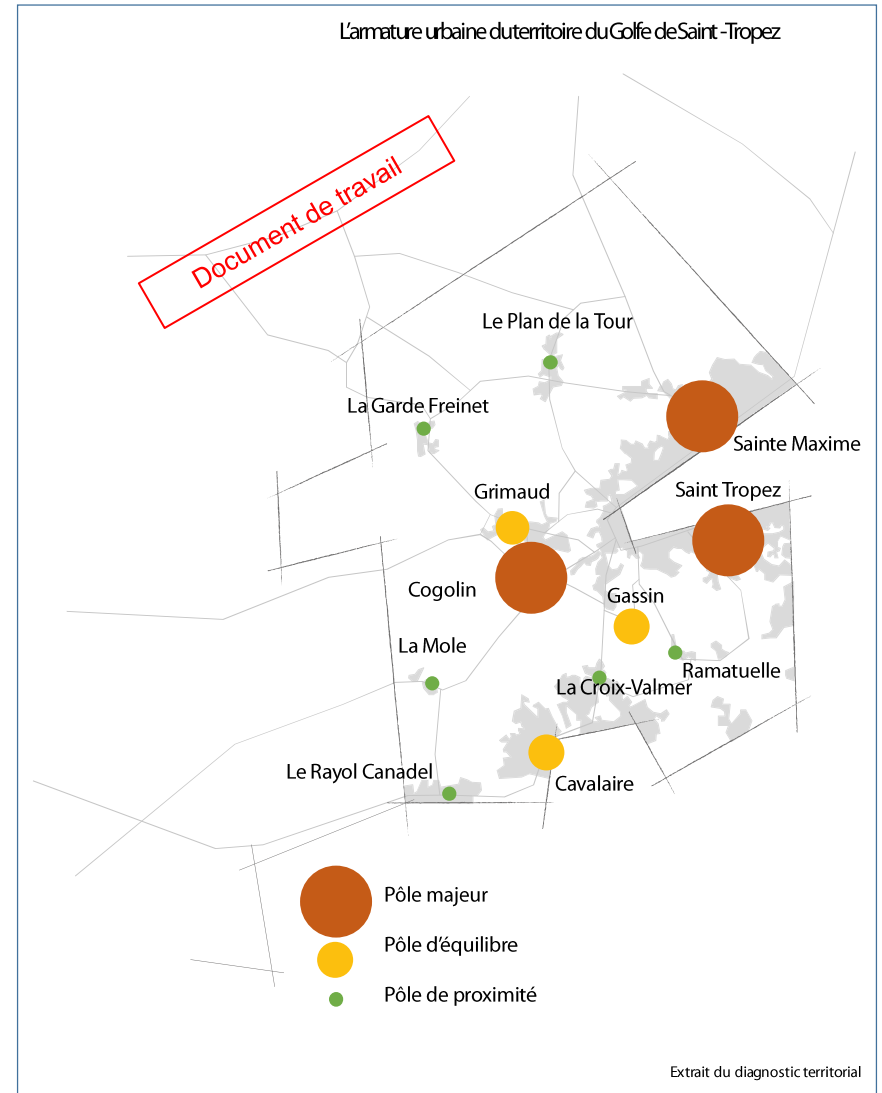 L'armature urbaine du territoire du Golfe de Saint-Tropez
Document de travail
Le Plan de la Tour
La Garde Freinet
Sainte Maxime
Grimaud
Saint Tropez
Cogolin
Gassin
La Mole
Ramatuelle
La Croix-Valmer
Le Rayol Canadel
Cavalaire
Pôle majeur
Pôle d'équilibre
Pôle de proximité
Extrait du diagnostic territorial